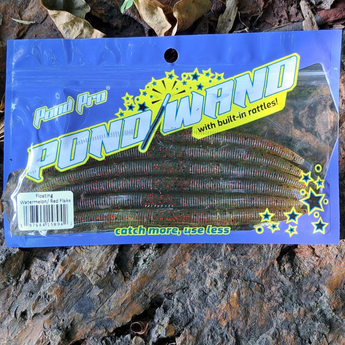 Pond Pro
POND WAND
with built-in rattles!
Floating
Watermelon/ Red Flake
catch more, use less